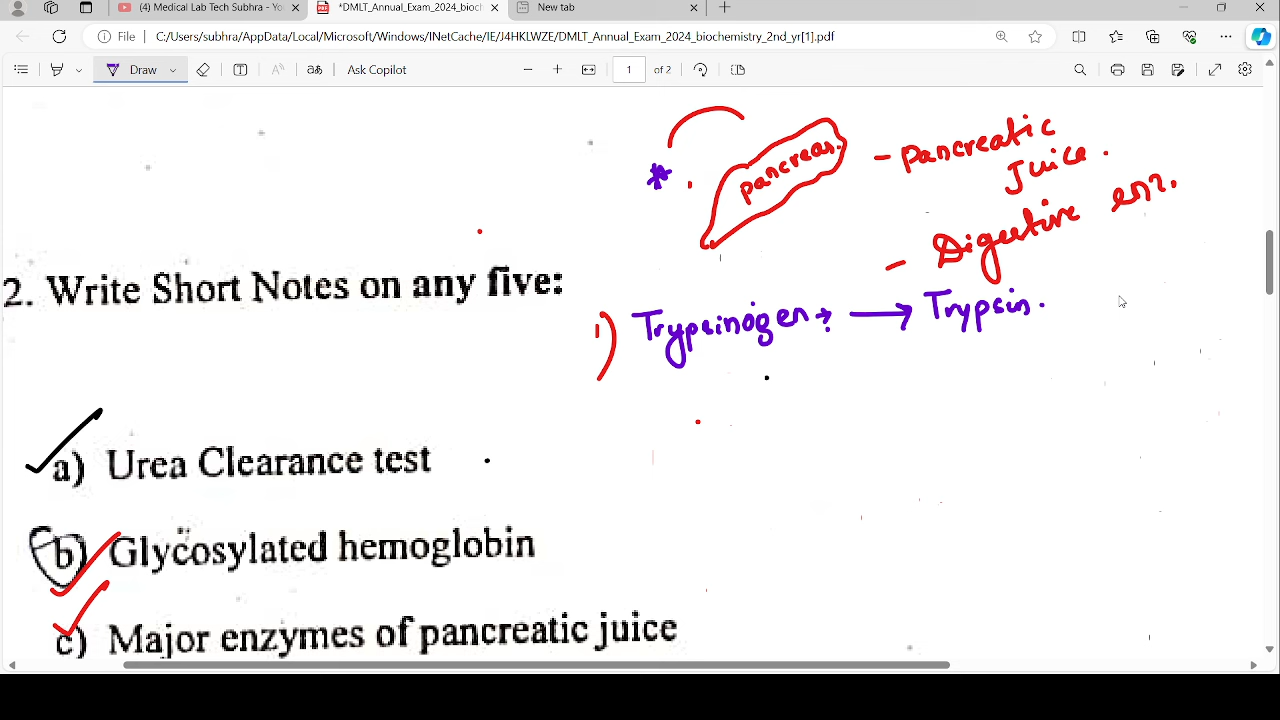 (4) Medical Lab Tech Subhra - Yo
*DMLT_Annual_Exam_2024_bioch
New tab
File
C:/Users/subhra/AppData/Local/Microsoft/Windows/INetCache/IE/J4HKLWZE/DMLT_Annual_Exam_2024_biochemistry_2nd_yr[1].pdf
Draw
Ask Copilot
1 of 2
pancreas.
- Pancreatic
Juice.
- Digestive enz.
2. Write Short Notes on any five:
1) Trypsinogen → Trypsin.
a) Urea Clearance test
b) Glycosylated hemoglobin
c) Major enzymes of pancreatic juice